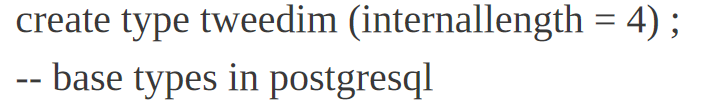 create type tweedim (internallength = 4) ;
-- base types in postgresql